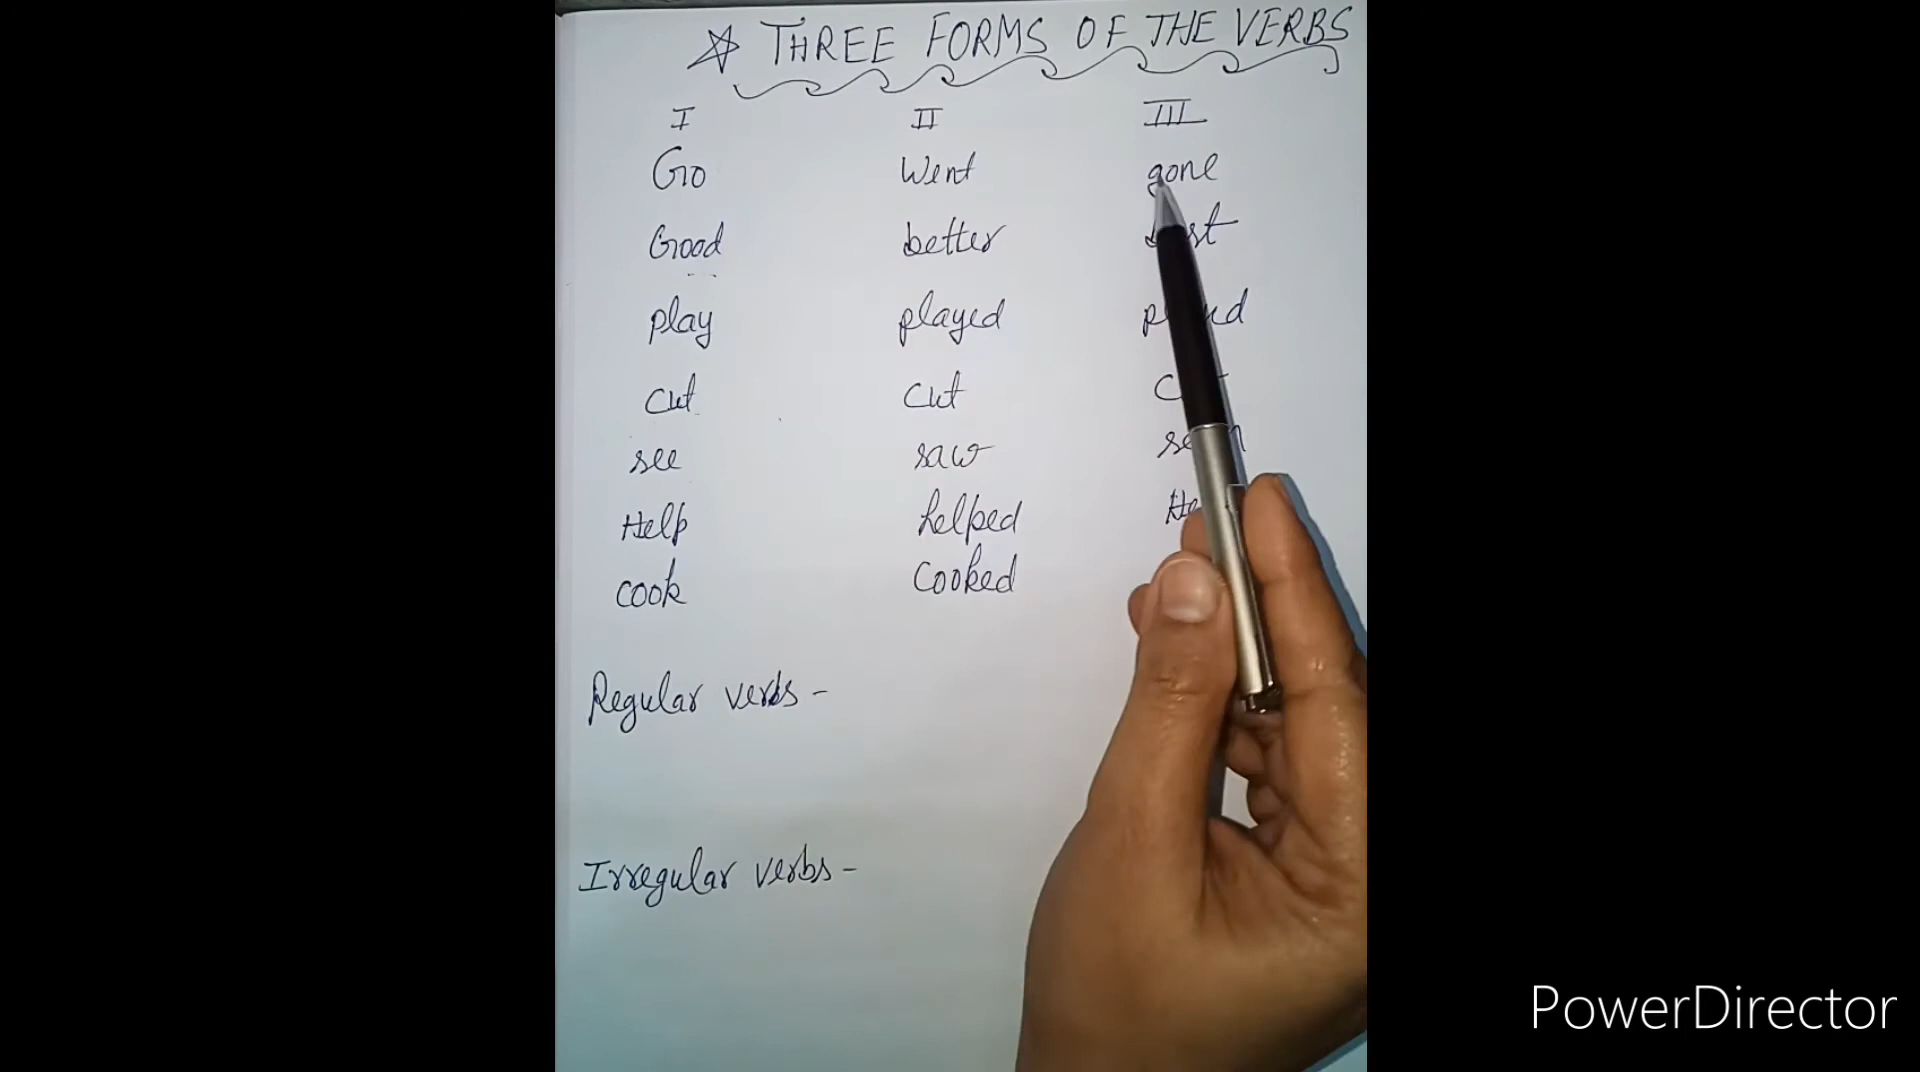 ☆ THREE FORMS OF THE VERBS
I II III
Go Went gone
Good better
play played
cut cut
see saw
Help helped
cook Cooked
Regular verbs -
Irregular verbs -
PowerDirector